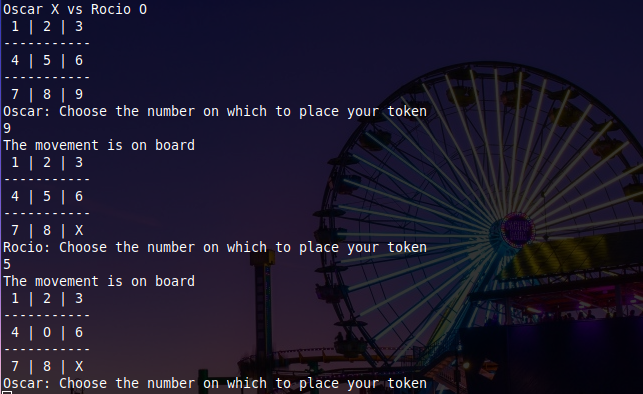 Oscar X vs Rocio O
1 | 2 | 3
-----------
4 | 5 | 6
-----------
7 | 8 | 9
Oscar: Choose the number on which to place your token
9
The movement is on board
1 | 2 | 3
-----------
4 | 5 | 6
-----------
7 | 8 | X
Rocio: Choose the number on which to place your token
5
The movement is on board
1 | 2 | 3
-----------
4 | O | 6
-----------
7 | 8 | X
Oscar: Choose the number on which to place your token